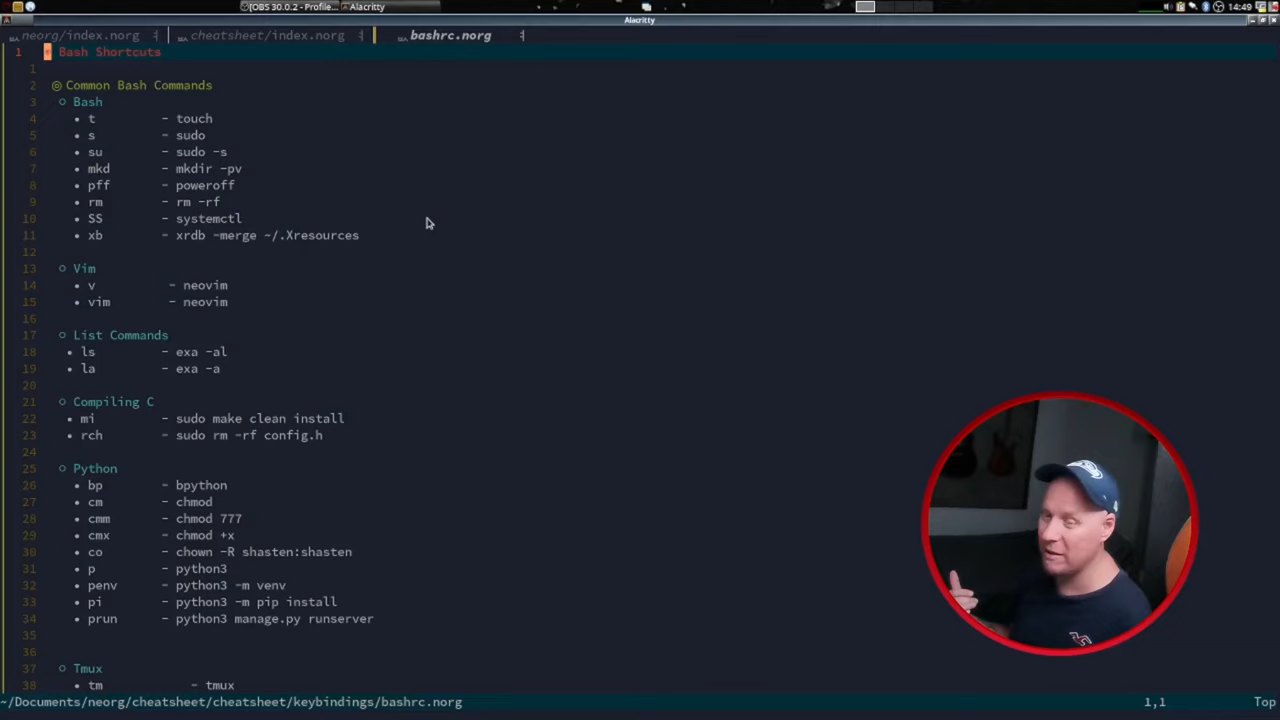 [OBS 30.0.2 - Profile... Alacritty 14:49
Alacritty
neorg/index.norg cheatsheet/index.norg bashrc.norg
1 * Bash Shortcuts
1
2 ◎ Common Bash Commands
3 ○ Bash
4 • t - touch
5 • s - sudo
6 • su - sudo -s
7 • mkd - mkdir -pv
8 • pff - poweroff
9 • rm - rm -rf
10 • SS - systemctl
11 • xb - xrdb -merge ~/.Xresources
12
13 ○ Vim
14 • v - neovim
15 • vim - neovim
16
17 ○ List Commands
18 • ls - exa -al
19 • la - exa -a
20
21 ○ Compiling C
22 • mi - sudo make clean install
23 • rch - sudo rm -rf config.h
24
25 ○ Python
26 • bp - bpython
27 • cm - chmod
28 • cmm - chmod 777
29 • cmx - chmod +x
30 • co - chown -R shasten:shasten
31 • p - python3
32 • penv - python3 -m venv
33 • pi - python3 -m pip install
34 • prun - python3 manage.py runserver
35
36
37 ○ Tmux
38 • tm - tmux
~/Documents/neorg/cheatsheet/cheatsheet/keybindings/bashrc.norg 1,1 Top